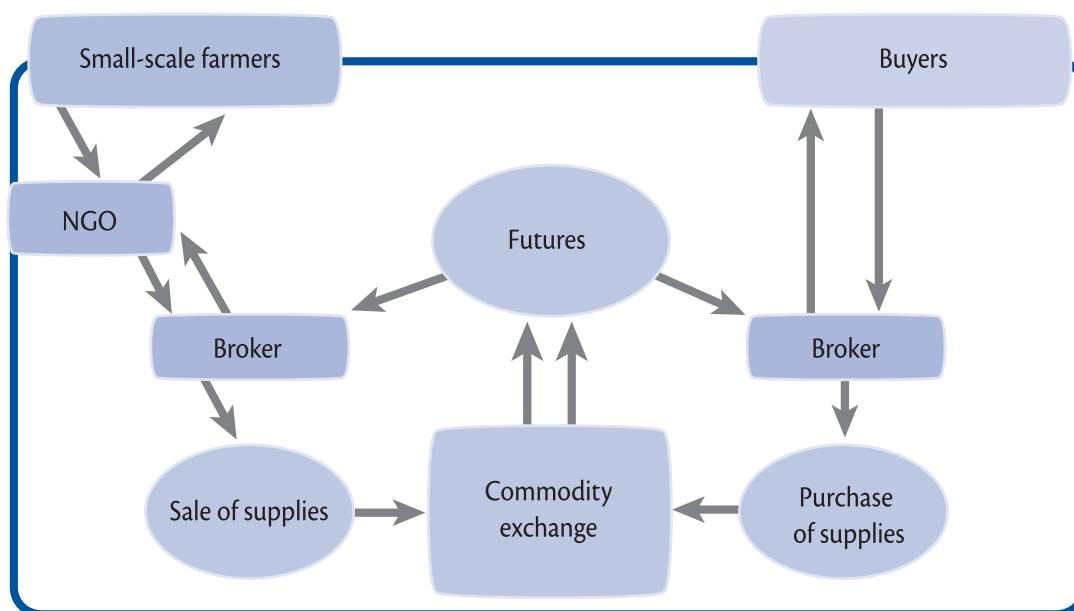 Small-scale farmers
Buyers
NGO
Futures
Broker
Broker
Sale of supplies
Commodity
exchange
Purchase
of supplies